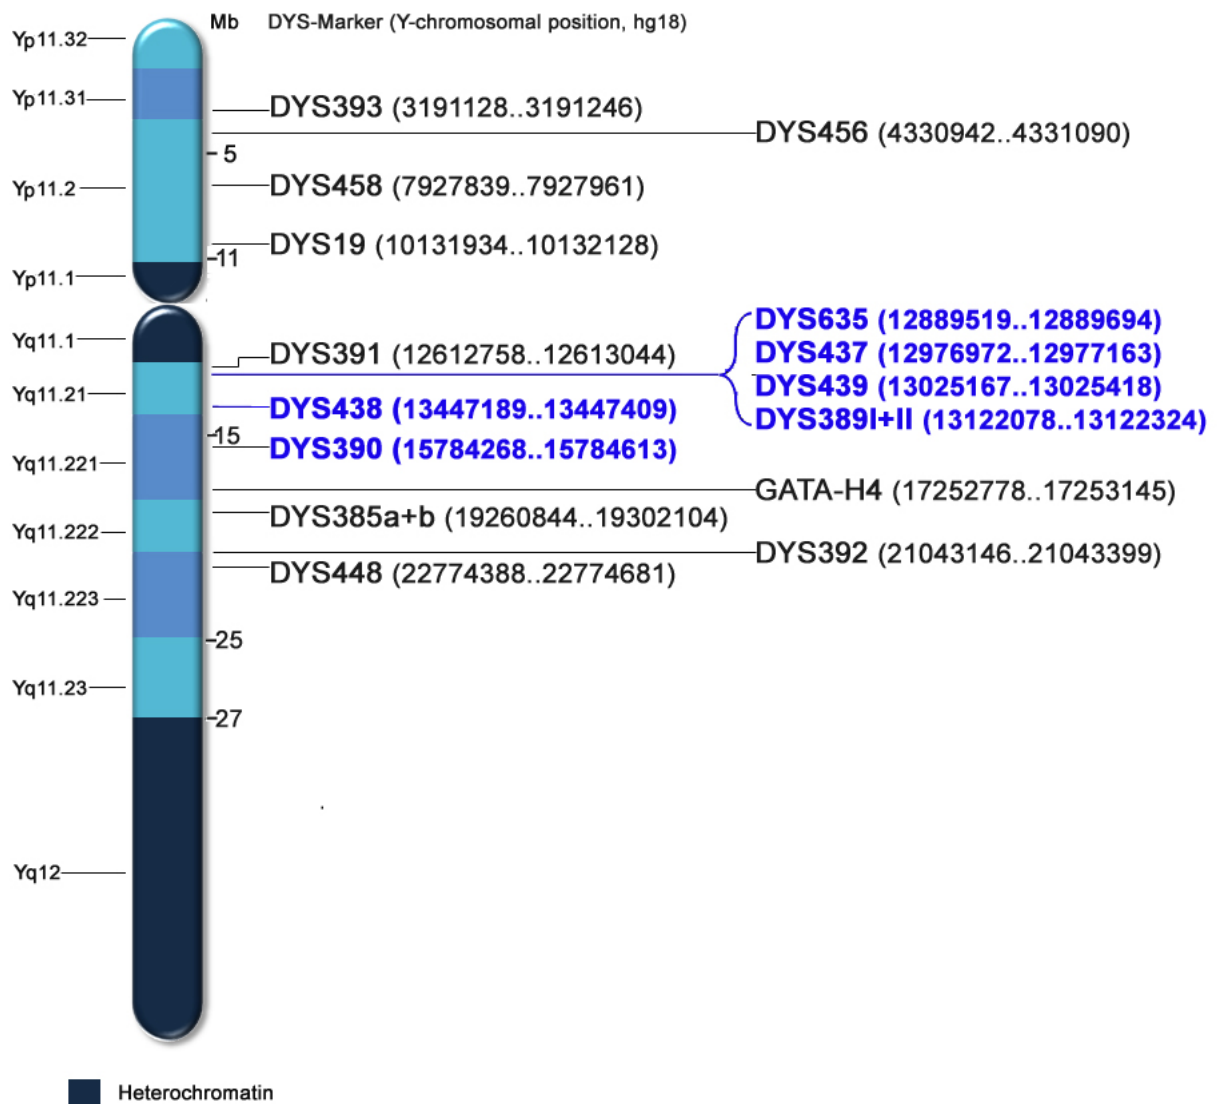 Mb DYS-Marker (Y-chromosomal position, hg18)
Yp11.32
Yp11.31
DYS393 (3191128..3191246)
DYS456 (4330942..4331090)
5
Yp11.2
DYS458 (7927839..7927961)
DYS19 (10131934..10132128)
11
Yp11.1
DYS635 (12889519..12889694)
Yq11.1
DYS391 (12612758..12613044)
DYS437 (12976972..12977163)
DYS439 (13025167..13025418)
Yq11.21
DYS438 (13447189..13447409)
DYS389I+II (13122078..13122324)
15
DYS390 (15784268..15784613)
Yq11.221
GATA-H4 (17252778..17253145)
DYS385a+b (19260844..19302104)
Yq11.222
DYS392 (21043146..21043399)
DYS448 (22774388..22774681)
Yq11.223
25
Yq11.23
27
Yq12
Heterochromatin